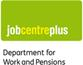 jobcentreplus
Department for
Work and Pensions